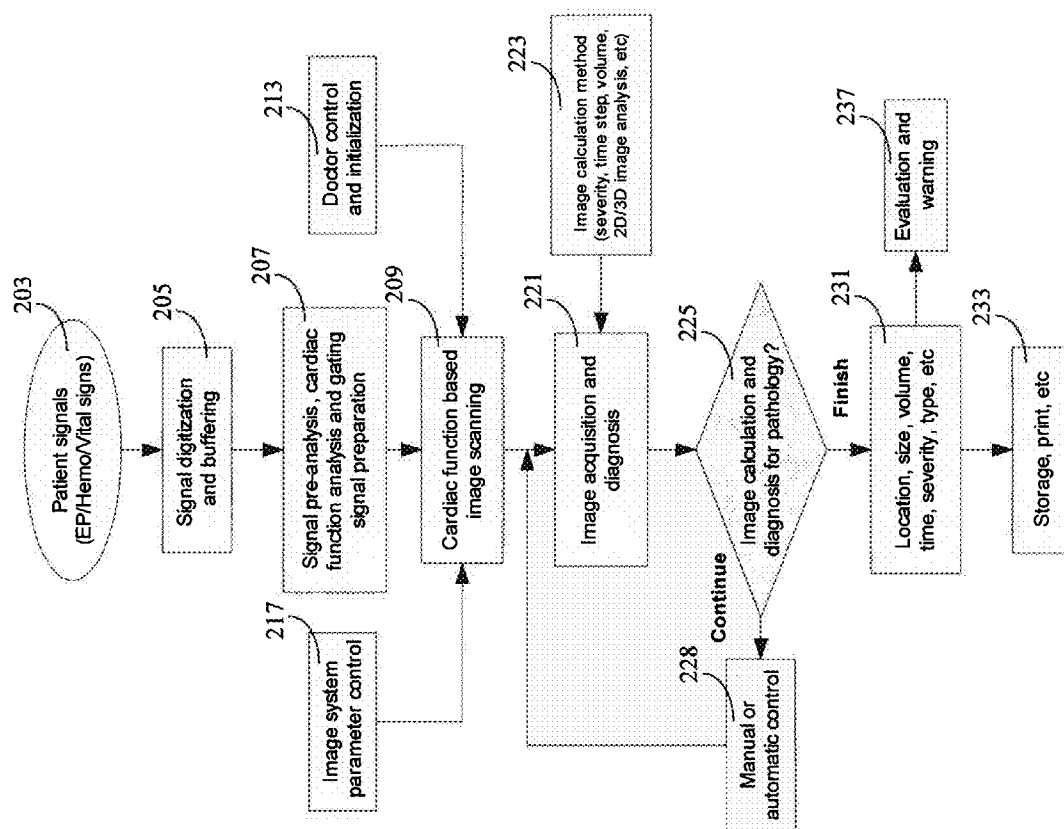 203
Patient signals
(EP/Hemo/Vital signs)
205
Signal digitization
and buffering
207
Signal pre-analysis, cardiac
function analysis and gating
signal preparation
213
Doctor control
and initialization
217
Image system
parameter control
209
Cardiac function based
image scanning
221
Image acquisition and
diagnosis
223
Image calculation method
(severity, time step, volume,
2D/3D image analysis, etc)
225
Image calculation and
diagnosis for pathology?
Continue
228
Manual or
automatic control
Finish
231
Location, size, volume,
time, severity, type, etc
237
Evaluation and
warning
233
Storage, print, etc